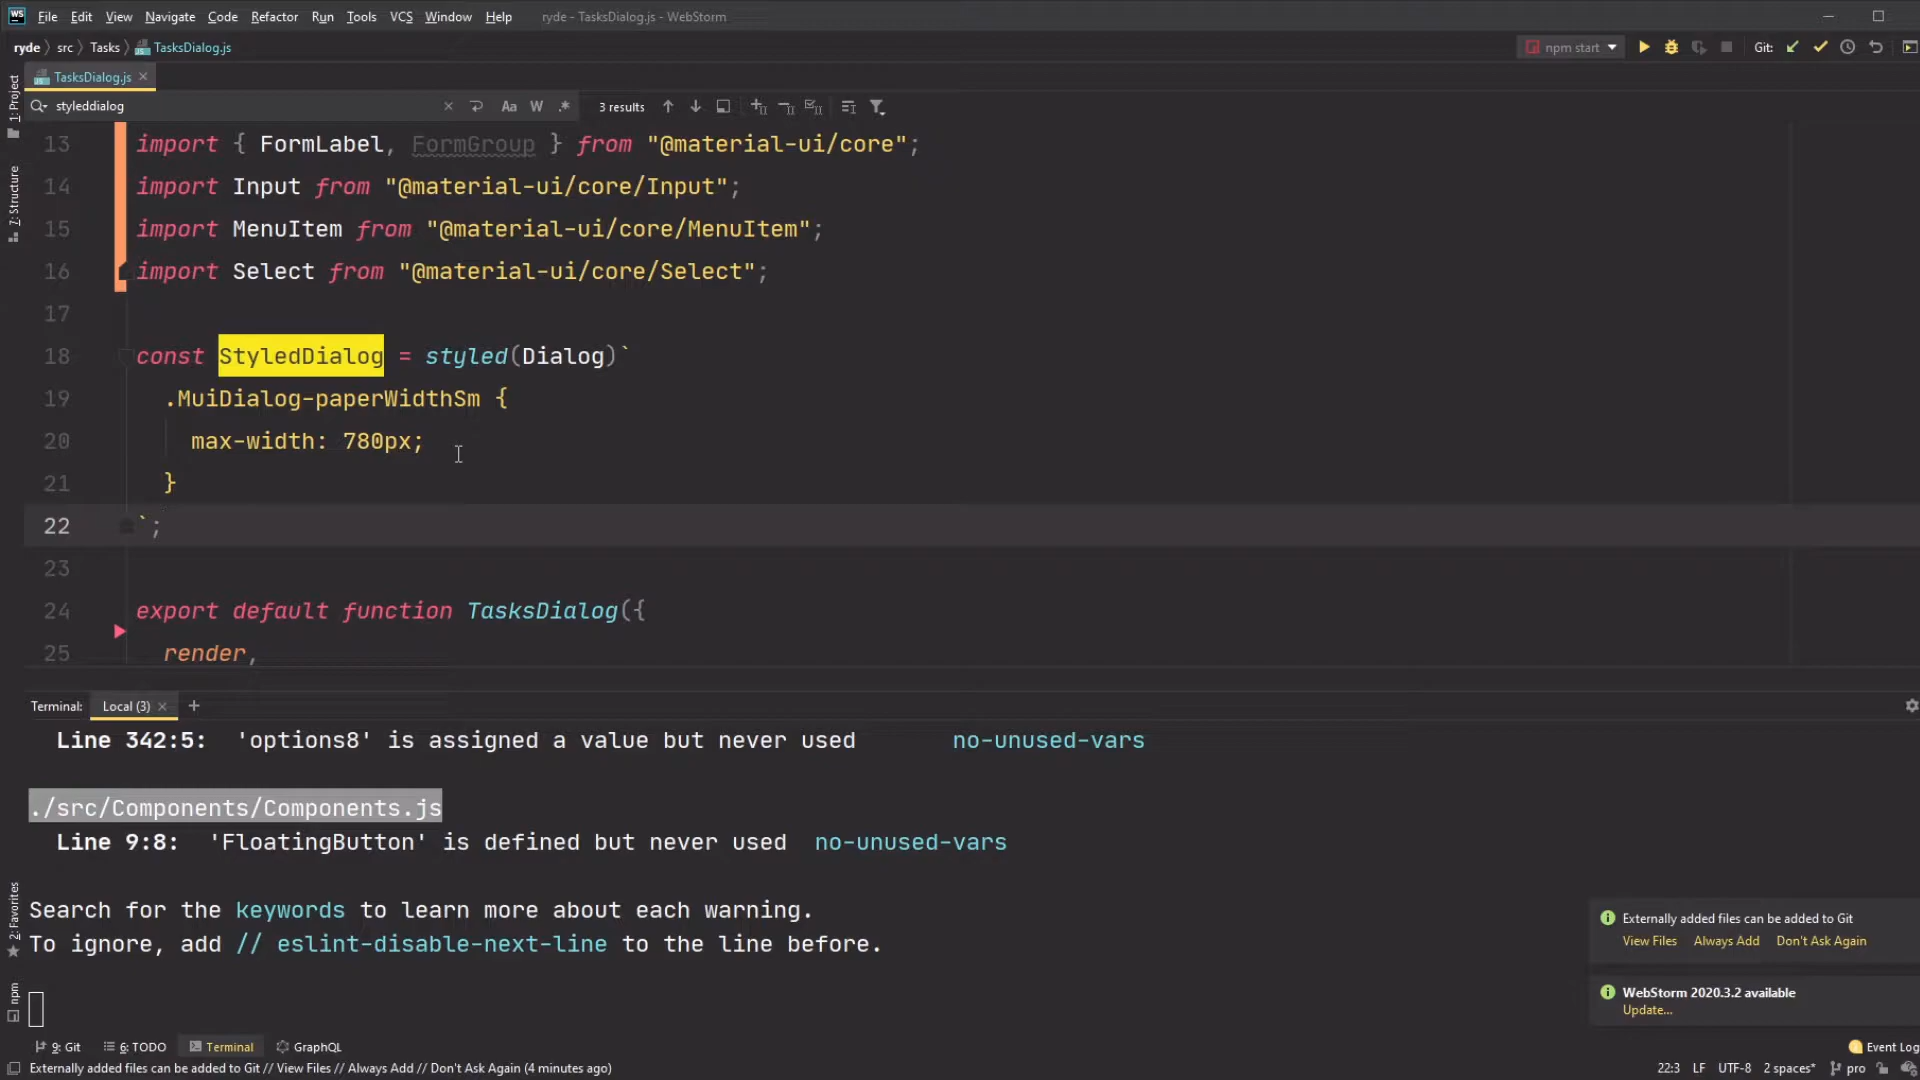 WS File Edit View Navigate Code Refactor Run Tools VCS Window Help ryde - TasksDialog.js - WebStorm
ryde src Tasks TasksDialog.js npm start Git:
TasksDialog.js
styleddialog Aa W .* 3 results
1: Project
7: Structure
2: Favorites
npm
13 import { FormLabel, FormGroup } from "@material-ui/core";
14 import Input from "@material-ui/core/Input";
15 import MenuItem from "@material-ui/core/MenuItem";
16 import Select from "@material-ui/core/Select";
17
18 const StyledDialog = styled(Dialog)`
19 .MuiDialog-paperWidthSm {
20 max-width: 780px;
21 }
22 `;
23
24 export default function TasksDialog({
25 render,
Terminal: Local (3) +
Line 342:5: 'options8' is assigned a value but never used no-unused-vars
./src/Components/Components.js
Line 9:8: 'FloatingButton' is defined but never used no-unused-vars
Search for the keywords to learn more about each warning.
To ignore, add // eslint-disable-next-line to the line before.
Externally added files can be added to Git
View Files Always Add Don't Ask Again
WebStorm 2020.3.2 available
Update...
9: Git 6: TODO Terminal GraphQL Event Log
Externally added files can be added to Git // View Files // Always Add // Don't Ask Again (4 minutes ago) 22:3 LF UTF-8 2 spaces* pro